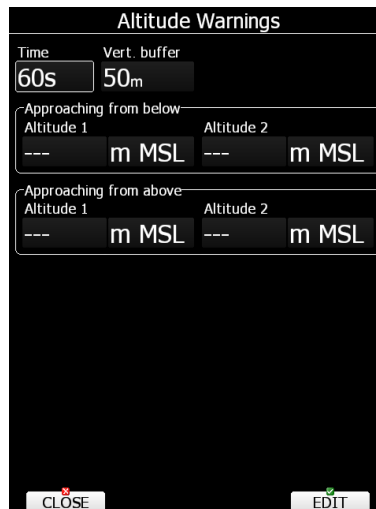 Altitude Warnings
Time Vert. buffer
60s 50m
Approaching from below
Altitude 1 Altitude 2
--- m MSL --- m MSL
Approaching from above
Altitude 1 Altitude 2
--- m MSL --- m MSL
CLOSE EDIT